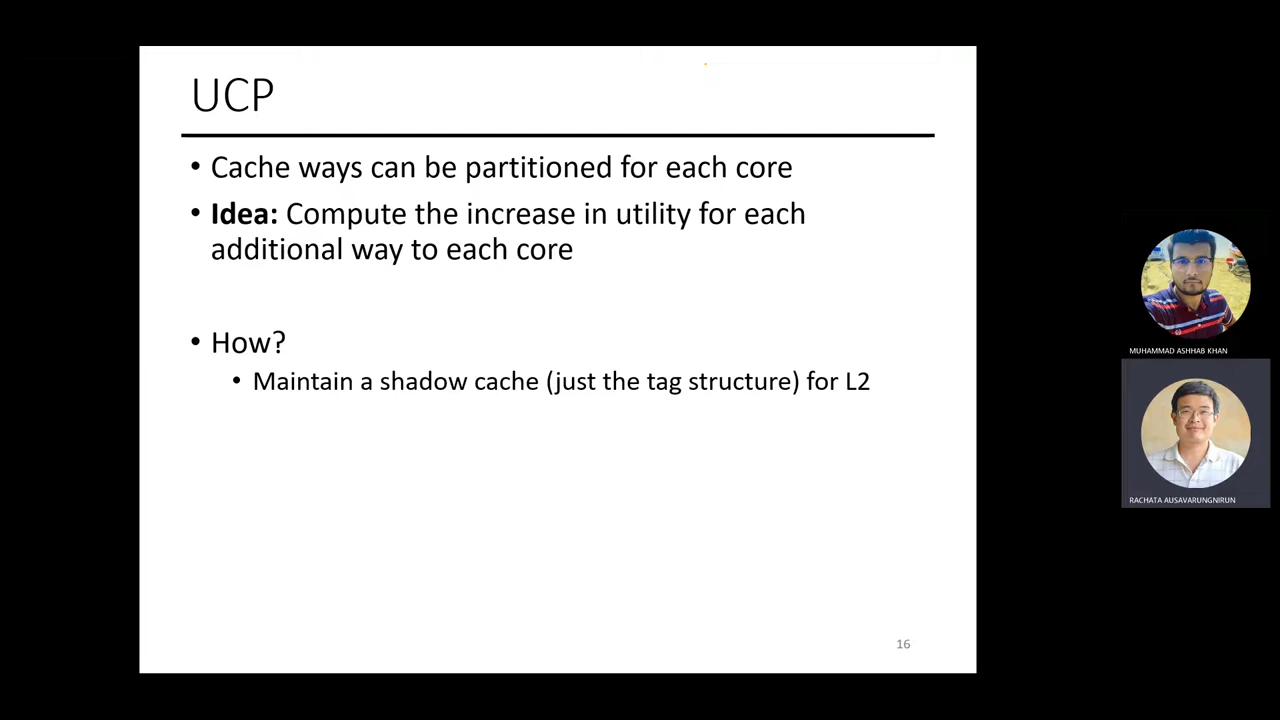 UCP
• Cache ways can be partitioned for each core
• Idea: Compute the increase in utility for each
additional way to each core
• How?
• Maintain a shadow cache (just the tag structure) for L2
16
MUHAMMAD ASHHAB KHAN
RACHATA AUSAVARUNGNIRUN